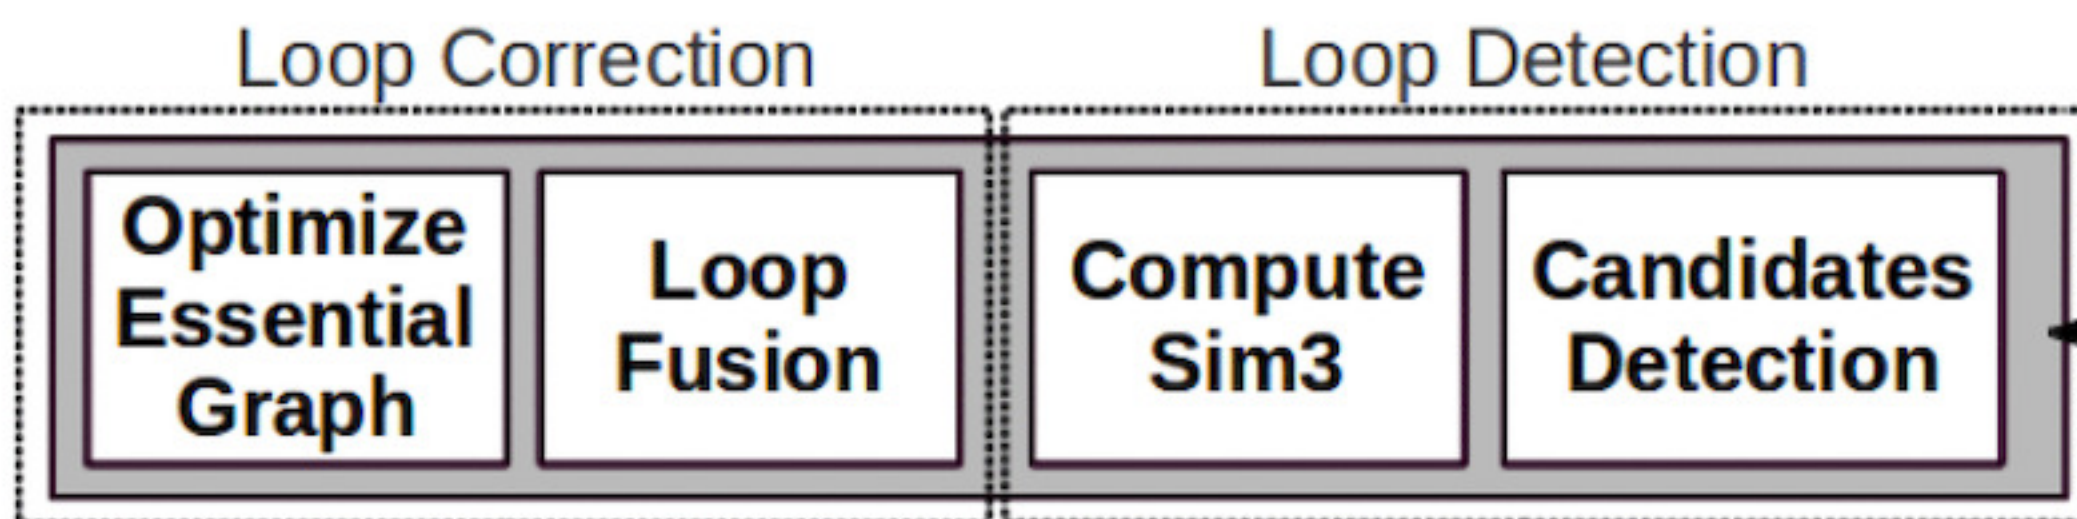 Loop Correction
Loop Detection
Optimize
Essential
Graph
Loop
Fusion
Compute
Sim3
Candidates
Detection